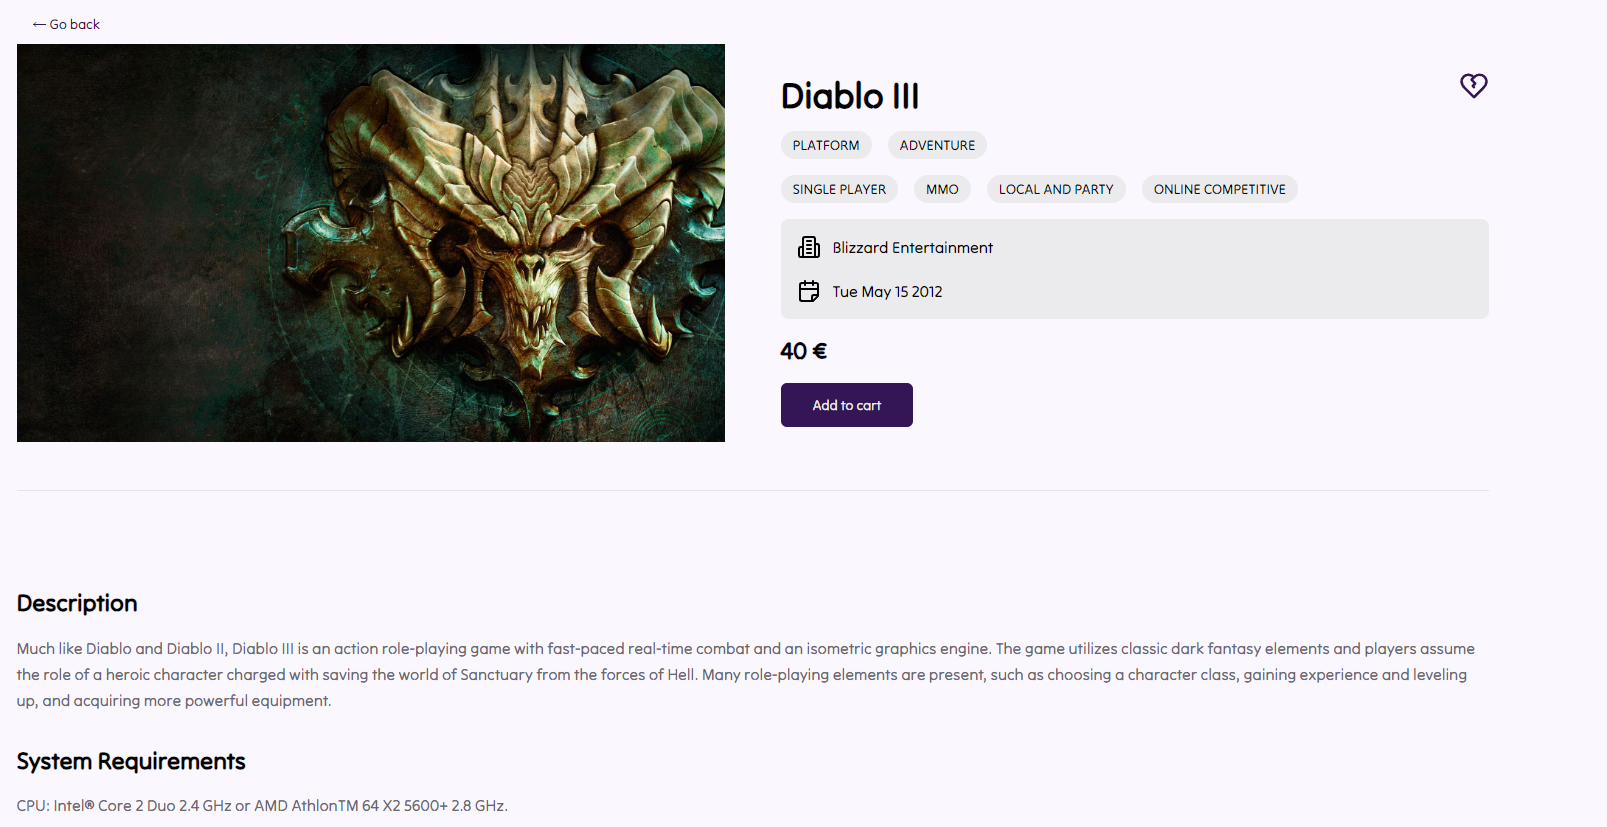 ← Go back
Diablo III
PLATFORM ADVENTURE
SINGLE PLAYER MMO LOCAL AND PARTY ONLINE COMPETITIVE
Blizzard Entertainment
Tue May 15 2012
40 €
Add to cart
Description
Much like Diablo and Diablo II, Diablo III is an action role-playing game with fast-paced real-time combat and an isometric graphics engine. The game utilizes classic dark fantasy elements and players assume
the role of a heroic character charged with saving the world of Sanctuary from the forces of Hell. Many role-playing elements are present, such as choosing a character class, gaining experience and leveling
up, and acquiring more powerful equipment.
System Requirements
CPU: Intel® Core 2 Duo 2.4 GHz or AMD AthlonTM 64 X2 5600+ 2.8 GHz.